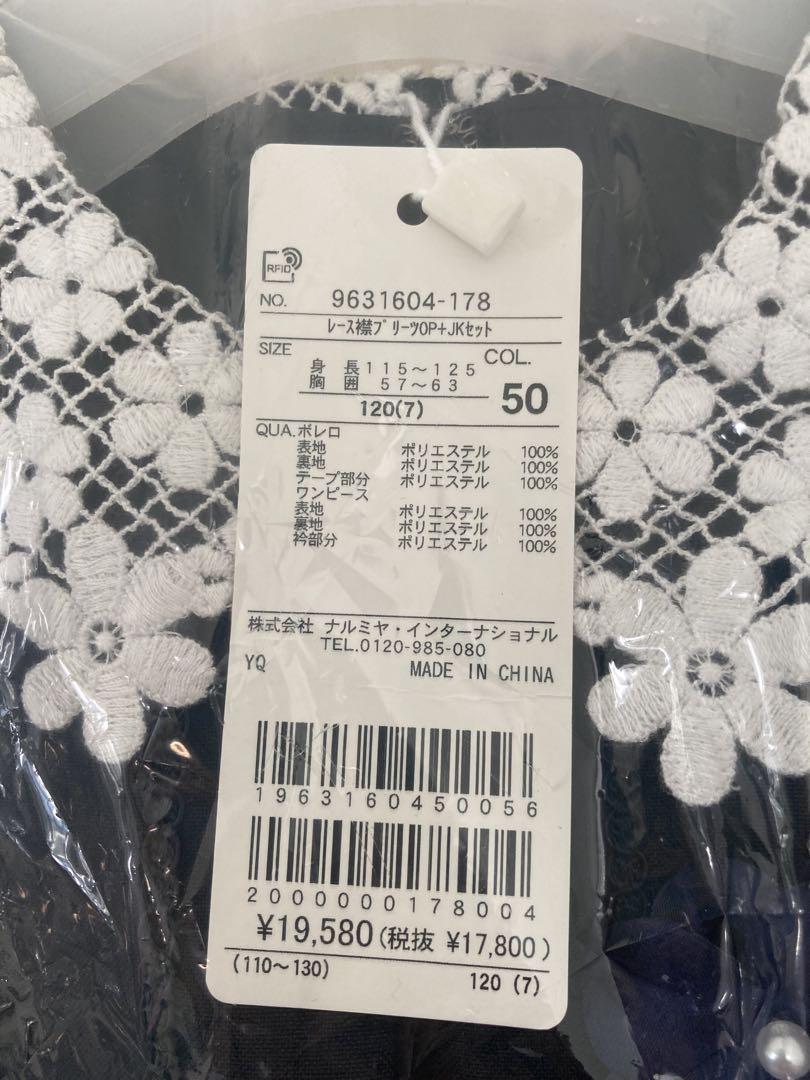 RFID
NO. 9631604-178
ﾚｰｽ襟ﾌﾟﾘｰﾂOP+JKｾｯﾄ
SIZE COL.
身長 115～125
胸囲 57～63
120(7) 50
QUA.ボレロ
表地 ポリエステル 100%
裏地 ポリエステル 100%
テープ部分 ポリエステル 100%
ワンピース
表地 ポリエステル 100%
裏地 ポリエステル 100%
衿部分 ポリエステル 100%
株式会社 ナルミヤ・インターナショナル
TEL.0120-985-080
YQ MADE IN CHINA
1963160450056
2000000178004
¥19,580(税抜 ¥17,800)
(110～130) 120 (7)